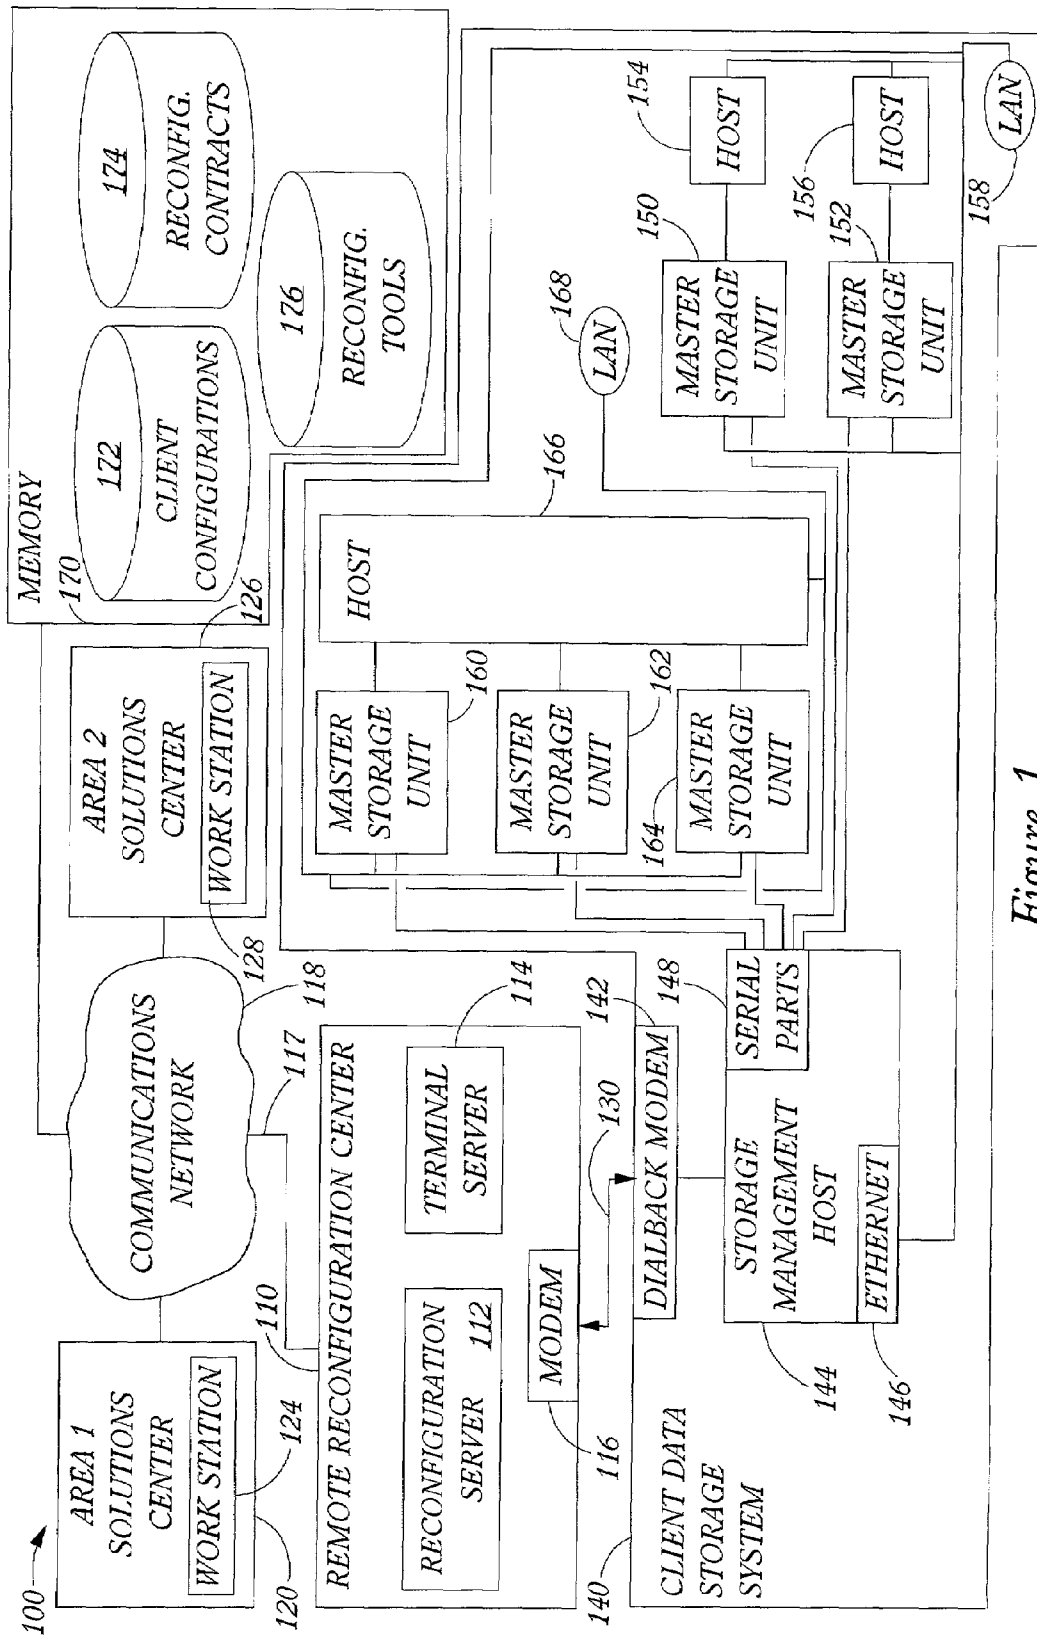 100
AREA 1
SOLUTIONS
CENTER
WORK STATION
124
120
COMMUNICATIONS
NETWORK
118
117
AREA 2
SOLUTIONS
CENTER
WORK STATION
128
126
MEMORY
170
172
CLIENT
CONFIGURATIONS
174
RECONFIG.
CONTRACTS
176
RECONFIG.
TOOLS
110
REMOTE RECONFIGURATION CENTER
RECONFIGURATION
SERVER 112
TERMINAL
SERVER
114
MODEM
116
130
140
CLIENT DATA
STORAGE
SYSTEM
DIALBACK MODEM
142
STORAGE
MANAGEMENT
HOST
144
ETHERNET
146
SERIAL
PARTS
148
MASTER
STORAGE
UNIT
160
MASTER
STORAGE
UNIT
162
MASTER
STORAGE
UNIT
164
HOST
166
LAN
168
MASTER
STORAGE
UNIT
150
MASTER
STORAGE
UNIT
152
HOST
154
HOST
156
LAN
158
Figure 1